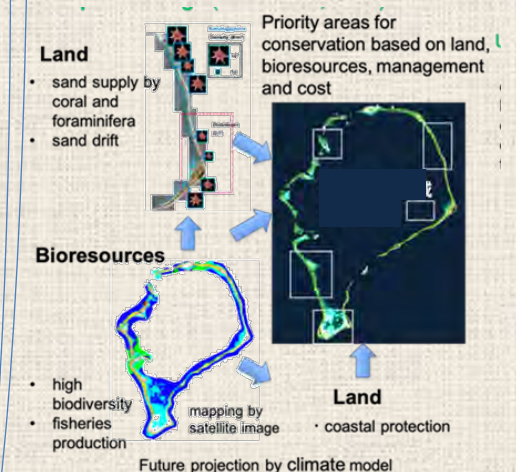 Land
• sand supply by
coral and
foraminifera
• sand drift
Priority areas for
conservation based on land,
bioresources, management
and cost
Bioresources
• high
biodiversity
• fisheries
production
mapping by
satellite image
Land
· coastal protection
Future projection by climate model